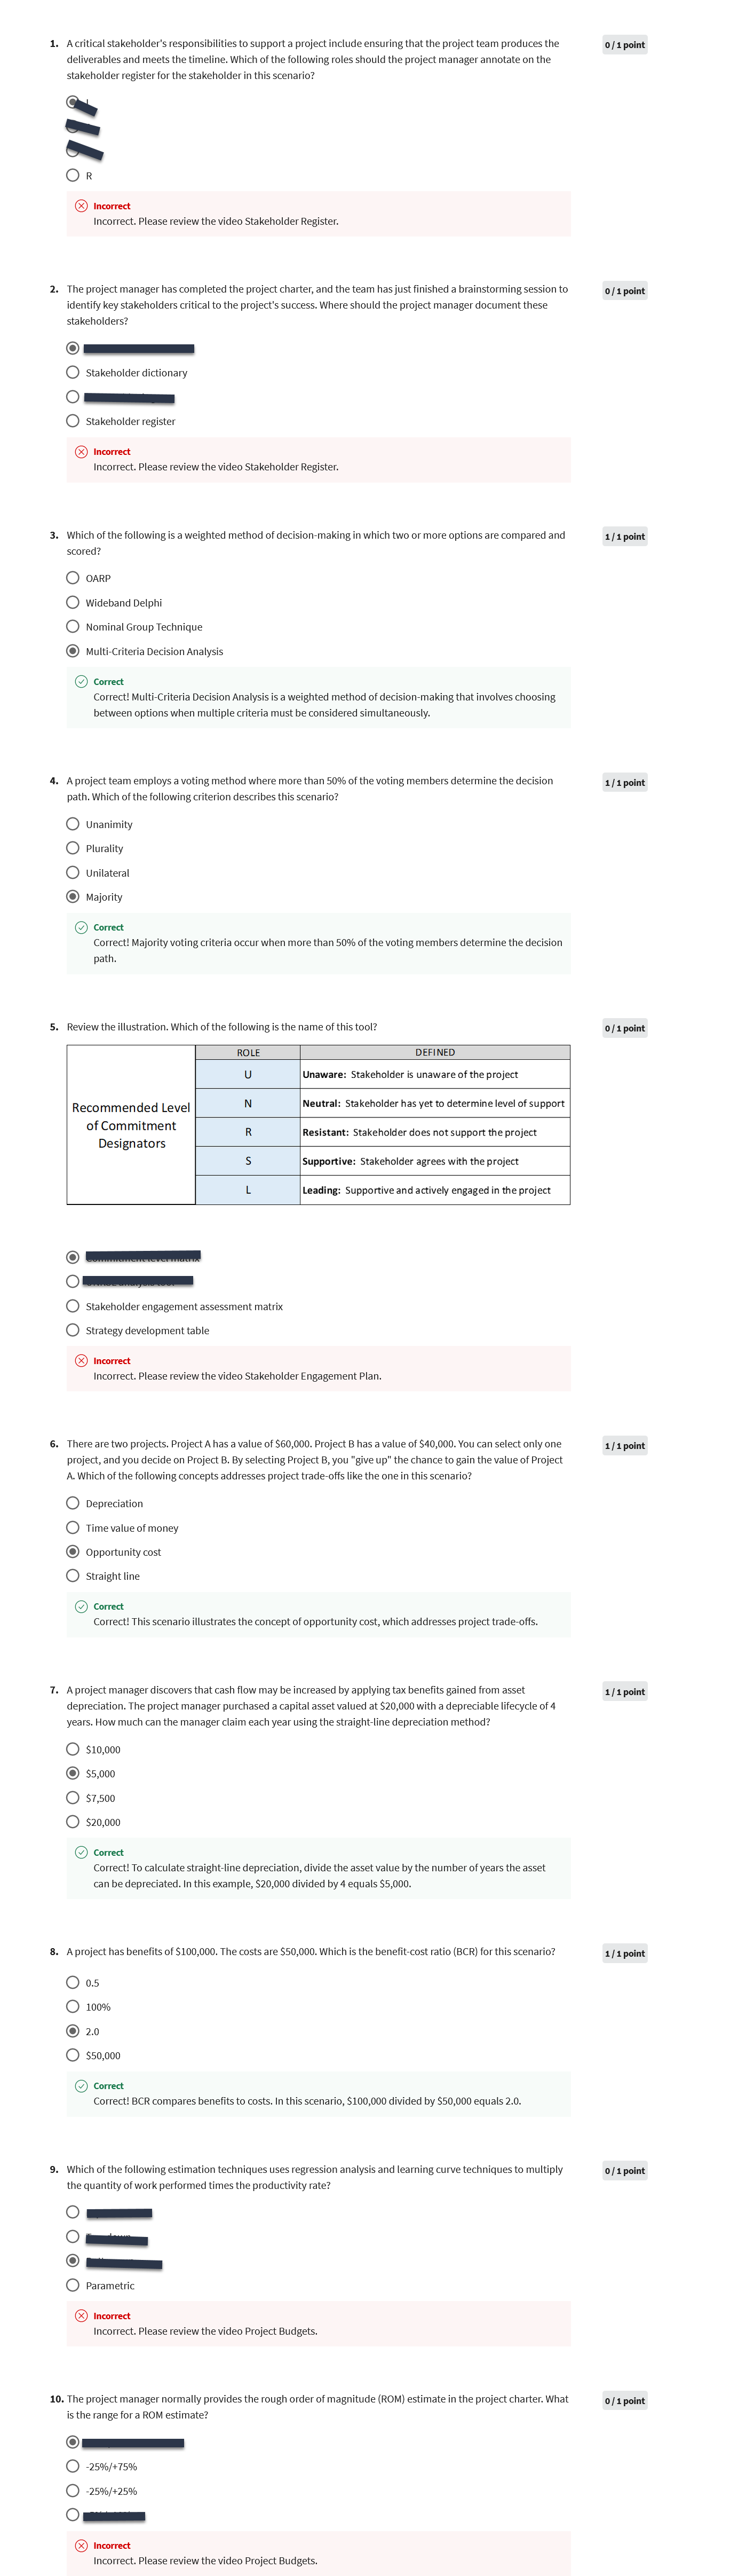 1. A critical stakeholder's responsibilities to support a project include ensuring that the project team produces the
deliverables and meets the timeline. Which of the following roles should the project manager annotate on the
stakeholder register for the stakeholder in this scenario?
0 / 1 point
R
Incorrect
Incorrect. Please review the video Stakeholder Register.
2. The project manager has completed the project charter, and the team has just finished a brainstorming session to
identify key stakeholders critical to the project's success. Where should the project manager document these
stakeholders?
0 / 1 point
Stakeholder dictionary
Stakeholder register
Incorrect
Incorrect. Please review the video Stakeholder Register.
3. Which of the following is a weighted method of decision-making in which two or more options are compared and
scored?
1 / 1 point
OARP
Wideband Delphi
Nominal Group Technique
Multi-Criteria Decision Analysis
Correct
Correct! Multi-Criteria Decision Analysis is a weighted method of decision-making that involves choosing
between options when multiple criteria must be considered simultaneously.
4. A project team employs a voting method where more than 50% of the voting members determine the decision
path. Which of the following criterion describes this scenario?
1 / 1 point
Unanimity
Plurality
Unilateral
Majority
Correct
Correct! Majority voting criteria occur when more than 50% of the voting members determine the decision
path.
5. Review the illustration. Which of the following is the name of this tool?
0 / 1 point
Recommended Level
of Commitment
Designators
ROLE DEFINED
U Unaware: Stakeholder is unaware of the project
N Neutral: Stakeholder has yet to determine level of support
R Resistant: Stakeholder does not support the project
S Supportive: Stakeholder agrees with the project
L Leading: Supportive and actively engaged in the project
Stakeholder engagement assessment matrix
Strategy development table
Incorrect
Incorrect. Please review the video Stakeholder Engagement Plan.
6. There are two projects. Project A has a value of $60,000. Project B has a value of $40,000. You can select only one
project, and you decide on Project B. By selecting Project B, you "give up" the chance to gain the value of Project
A. Which of the following concepts addresses project trade-offs like the one in this scenario?
1 / 1 point
Depreciation
Time value of money
Opportunity cost
Straight line
Correct
Correct! This scenario illustrates the concept of opportunity cost, which addresses project trade-offs.
7. A project manager discovers that cash flow may be increased by applying tax benefits gained from asset
depreciation. The project manager purchased a capital asset valued at $20,000 with a depreciable lifecycle of 4
years. How much can the manager claim each year using the straight-line depreciation method?
1 / 1 point
$10,000
$5,000
$7,500
$20,000
Correct
Correct! To calculate straight-line depreciation, divide the asset value by the number of years the asset
can be depreciated. In this example, $20,000 divided by 4 equals $5,000.
8. A project has benefits of $100,000. The costs are $50,000. Which is the benefit-cost ratio (BCR) for this scenario?
1 / 1 point
0.5
100%
2.0
$50,000
Correct
Correct! BCR compares benefits to costs. In this scenario, $100,000 divided by $50,000 equals 2.0.
9. Which of the following estimation techniques uses regression analysis and learning curve techniques to multiply
the quantity of work performed times the productivity rate?
0 / 1 point
Parametric
Incorrect
Incorrect. Please review the video Project Budgets.
10. The project manager normally provides the rough order of magnitude (ROM) estimate in the project charter. What
is the range for a ROM estimate?
0 / 1 point
-25%/+75%
-25%/+25%
Incorrect
Incorrect. Please review the video Project Budgets.